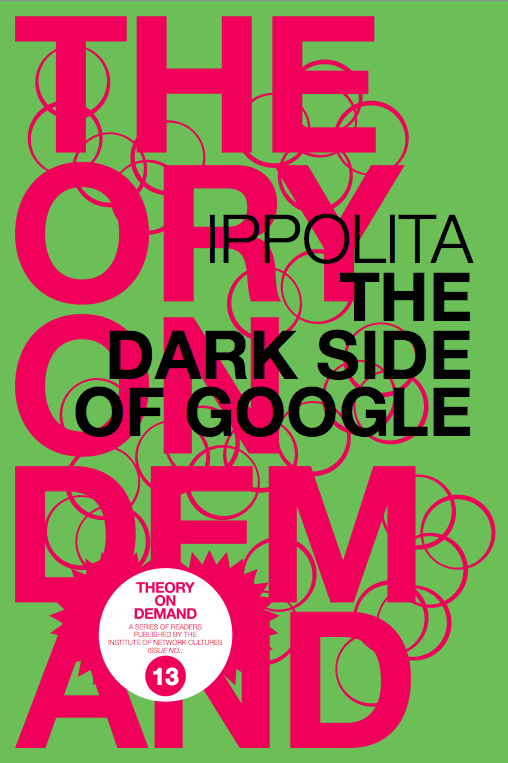 THE
ORY
ON
DEM
AND
IPPOLITA
THE
DARK SIDE
OF GOOGLE
THEORY
ON
DEMAND
A SERIES OF READERS
PUBLISHED BY THE
INSTITUTE OF NETWORK CULTURES
ISSUE NO.:
13